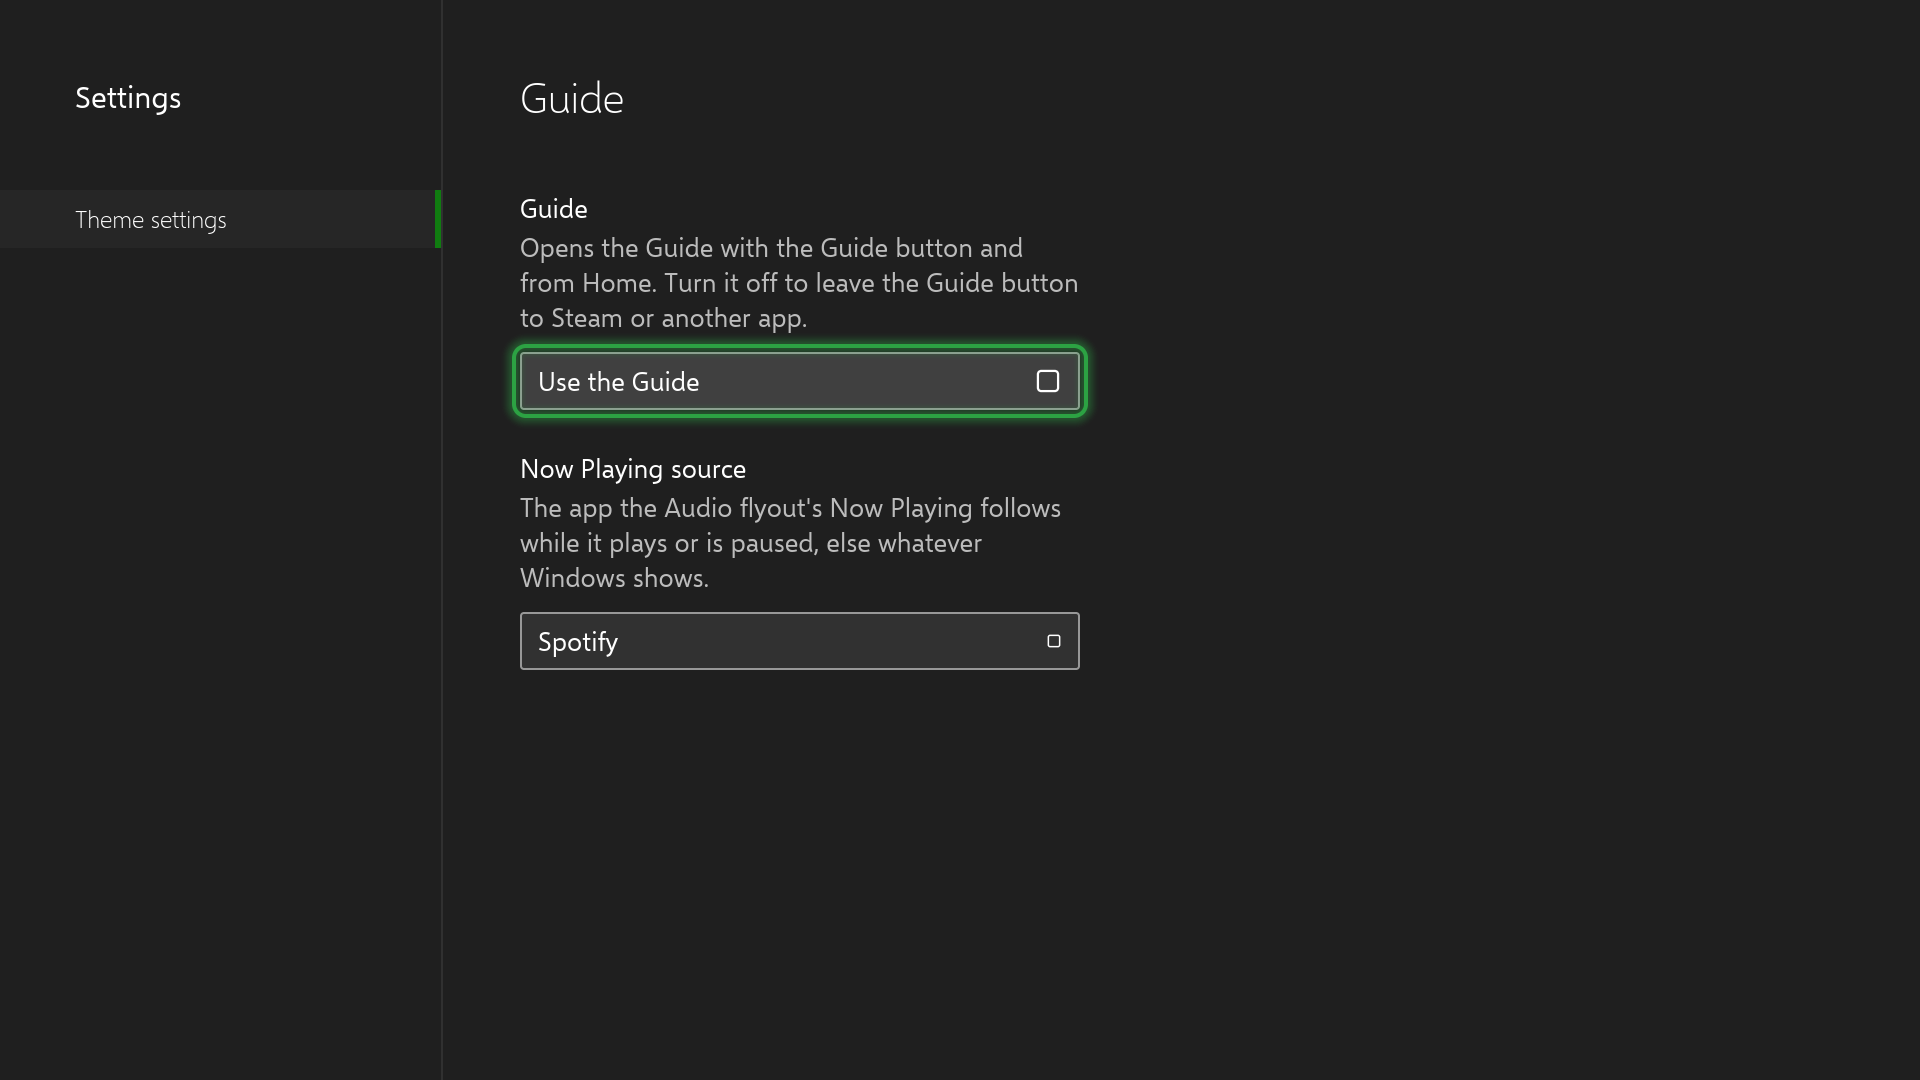 Settings
Theme settings
Guide
Guide
Opens the Guide with the Guide button and
from Home. Turn it off to leave the Guide button
to Steam or another app.
Use the Guide
Now Playing source
The app the Audio flyout's Now Playing follows
while it plays or is paused, else whatever
Windows shows.
Spotify